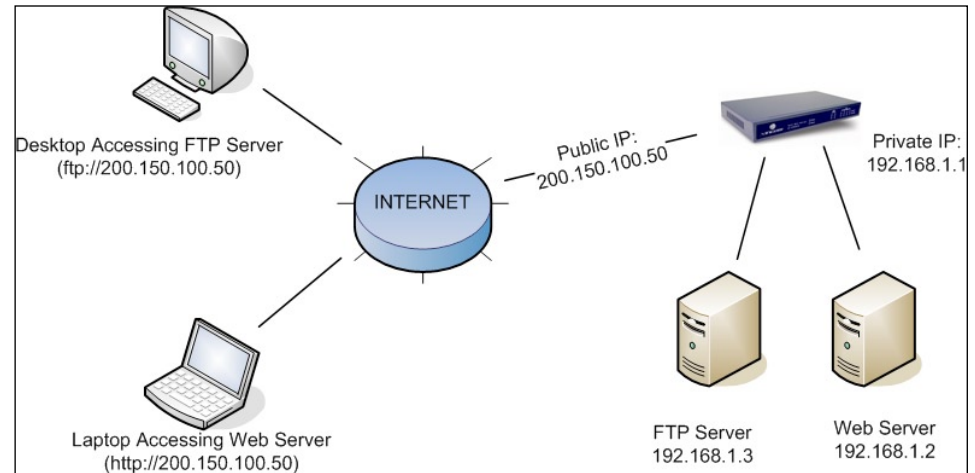 Desktop Accessing FTP Server
(ftp://200.150.100.50)
INTERNET
Public IP:
200.150.100.50
Private IP:
192.168.1.1
Laptop Accessing Web Server
(http://200.150.100.50)
FTP Server
192.168.1.3
Web Server
192.168.1.2